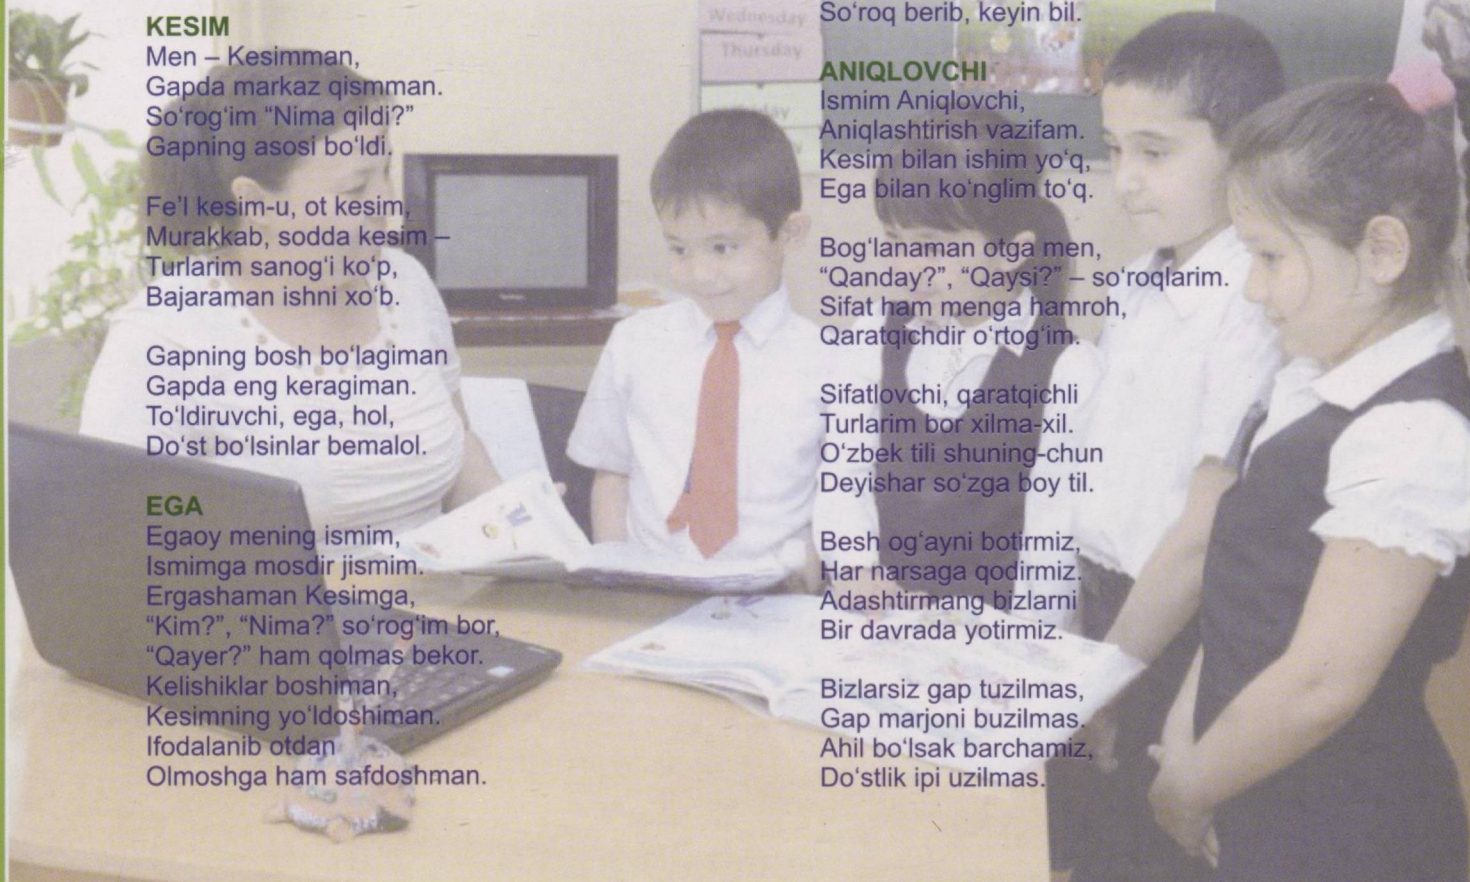 KESIM
Men – Kesimman,
Gapda markaz qismman.
So‘rog‘im “Nima qildi?”
Gapning asosi bo‘ldi.
Fe’l kesim-u, ot kesim,
Murakkab, sodda kesim –
Turlarim sanog‘i ko‘p,
Bajaraman ishni xo‘b.
Gapning bosh bo‘lagiman
Gapda eng keragiman.
To‘ldiruvchi, ega, hol,
Do‘st bo‘lsinlar bemalol.
EGA
Egaoy mening ismim,
Ismimga mosdir jismim.
Ergashaman Kesimga,
“Kim?”, “Nima?” so‘rog‘im bor,
“Qayer?” ham qolmas bekor.
Kelishiklar boshiman,
Kesimning yo‘ldoshiman.
Ifodalanib otdan
Olmoshga ham safdoshman.
Wednesday
Thursday
So‘roq berib, keyin bil.
ANIQLOVCHI
Ismim Aniqlovchi,
Aniqlashtirish vazifam.
Kesim bilan ishim yo‘q,
Ega bilan ko‘nglim to‘q.
Bog‘lanaman otga men,
“Qanday?”, “Qaysi?” – so‘roqlarim.
Sifat ham menga hamroh,
Qaratqichdir o‘rtog‘im.
Sifatlovchi, qaratqichli
Turlarim bor xilma-xil.
O‘zbek tili shuning-chun
Deyishar so‘zga boy til.
Besh og‘ayni botirmiz,
Har narsaga qodirmiz.
Adashtirmang bizlarni
Bir davrada yotirmiz.
Bizlarsiz gap tuzilmas,
Gap marjoni buzilmas.
Ahil bo‘lsak barchamiz,
Do‘stlik ipi uzilmas.